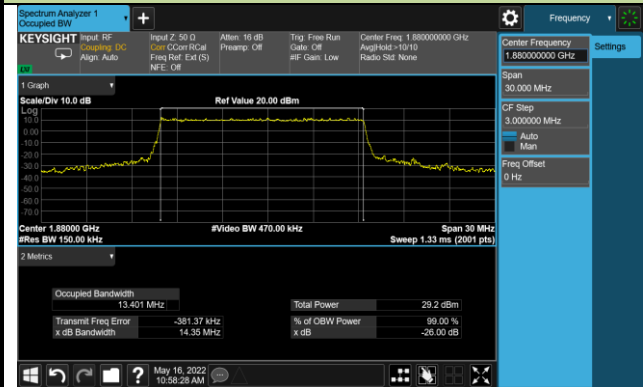 Spectrum Analyzer 1
Occupied BW
Frequency
KEYSIGHT
Input: RF
Coupling: DC
Align: Auto
Input Z: 50 Ω
Corr CCorr RCal
Freq Ref: Ext (S)
NFE: Off
Atten: 16 dB
Preamp: Off
Trig: Free Run
Gate: Off
#IF Gain: Low
Center Freq: 1.880000000 GHz
Avg|Hold:>10/10
Radio Std: None
LW
1 Graph
Scale/Div 10.0 dB
Ref Value 20.00 dBm
Log
10.0
0.00
-10.0
-20.0
-30.0
-40.0
-50.0
-60.0
-70.0
Center 1.88000 GHz
#Video BW 470.00 kHz
Span 30 MHz
#Res BW 150.00 kHz
Sweep 1.33 ms (2001 pts)
2 Metrics
Occupied Bandwidth
13.401 MHz
Total Power
29.2 dBm
Transmit Freq Error
-381.37 kHz
% of OBW Power
99.00 %
x dB Bandwidth
14.35 MHz
x dB
-26.00 dB
Center Frequency
1.880000000 GHz
Settings
Span
30.000 MHz
CF Step
3.000000 MHz
Auto
Man
Freq Offset
0 Hz
?
May 16, 2022
10:58:28 AM